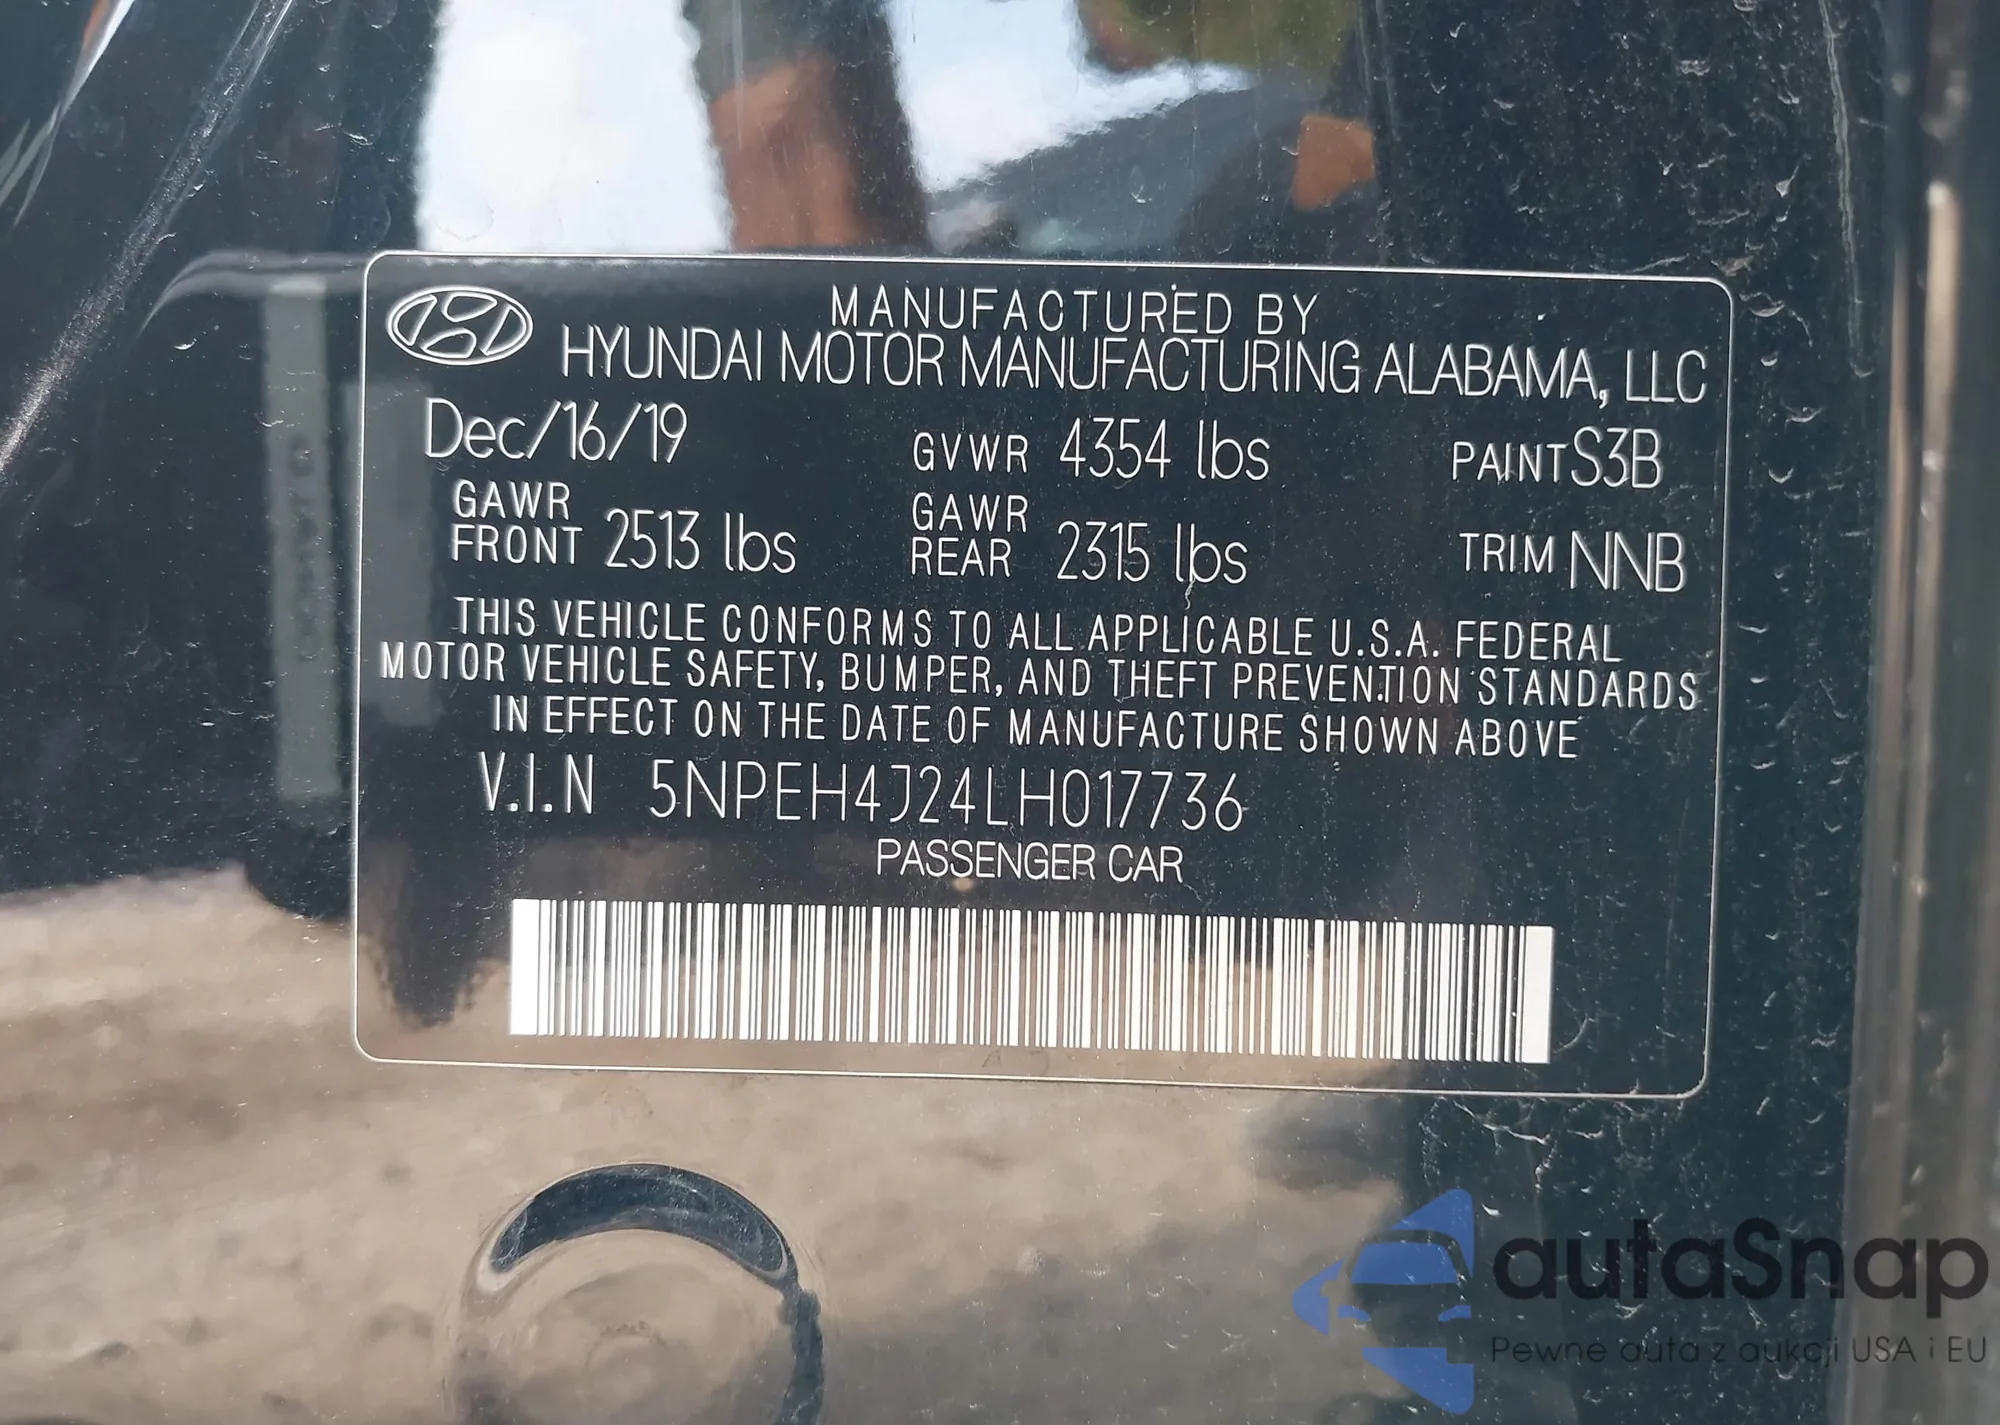 MANUFACTURED BY
HYUNDAI MOTOR MANUFACTURING ALABAMA, LLC
Dec/16/19 GVWR 4354 lbs PAINT S3B
GAWR FRONT 2513 lbs GAWR REAR 2315 lbs TRIM NNB
THIS VEHICLE CONFORMS TO ALL APPLICABLE U.S.A. FEDERAL
MOTOR VEHICLE SAFETY, BUMPER, AND THEFT PREVENTION STANDARDS
IN EFFECT ON THE DATE OF MANUFACTURE SHOWN ABOVE
V.I.N 5NPEH4J24LH017736
PASSENGER CAR
autaSnap
Pewne auta z aukcji USA i EU